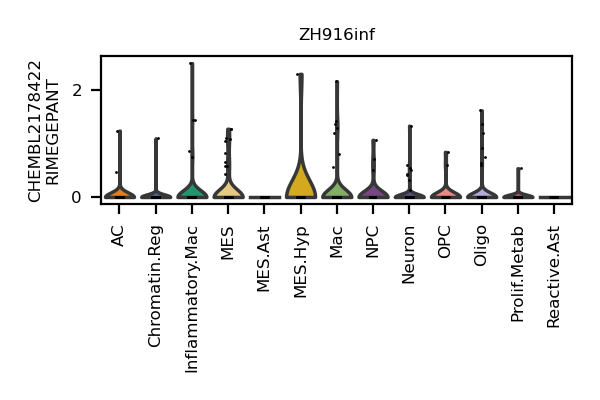 ZH916inf
CHEMBL2178422
RIMEGEPANT
2
0
AC
Chromatin.Reg
Inflammatory.Mac
MES
MES.Ast
MES.Hyp
Mac
NPC
Neuron
OPC
Oligo
Prolif.Metab
Reactive.Ast